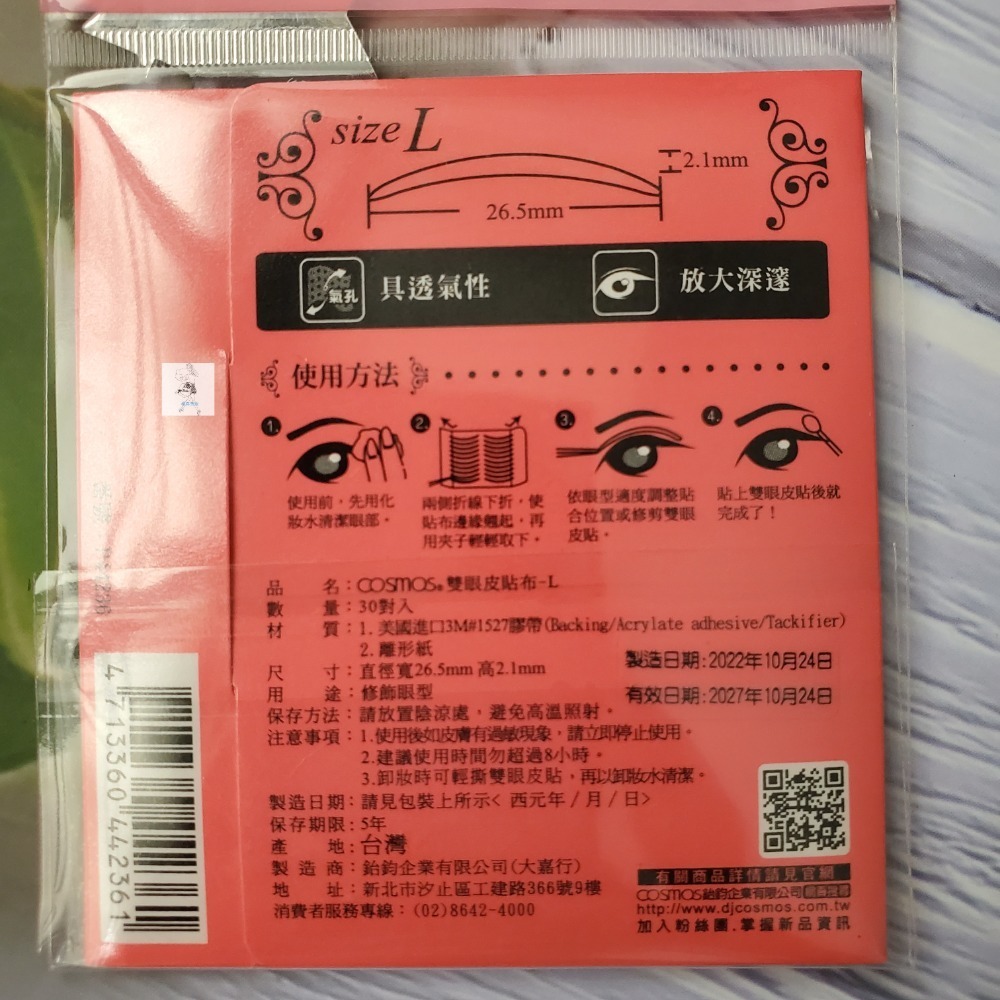 size L
2.1mm
26.5mm
氣孔
具透氣性
放大深邃
使用方法
1.
使用前，先用化
妝水清潔眼部。
2.
兩側折線下折，使
貼布邊緣翹起，再
用夾子輕輕取下。
3.
依眼型適度調整貼
合位置或修剪雙眼
皮貼。
4.
貼上雙眼皮貼後就
完成了！
品 名：COSMOS® 雙眼皮貼布-L
數 量：30對入
材 質：1. 美國進口3M#1527膠帶(Backing/Acrylate adhesive/Tackifier)
2. 離形紙
尺 寸：直徑寬26.5mm 高2.1mm
用 途：修飾眼型
保存方法：請放置陰涼處，避免高溫照射。
注意事項：1.使用後如皮膚有過敏現象，請立即停止使用。
2.建議使用時間勿超過8小時。
3.卸妝時可輕撕雙眼皮貼，再以卸妝水清潔。
製造日期：2022年10月24日
有效日期：2027年10月24日
製造日期：請見包裝上所示< 西元年/月/日>
保存期限：5年
產 地：台灣
製 造 商：鈶鈞企業有限公司(大嘉行)
地 址：新北市汐止區工建路366號9樓
消費者服務專線：(02)8642-4000
有關商品詳情請見官網
COSMOS鈶鈞企業有限公司
http://www.djcosmos.com.tw
加入粉絲團.掌握新品資訊
4713360442361